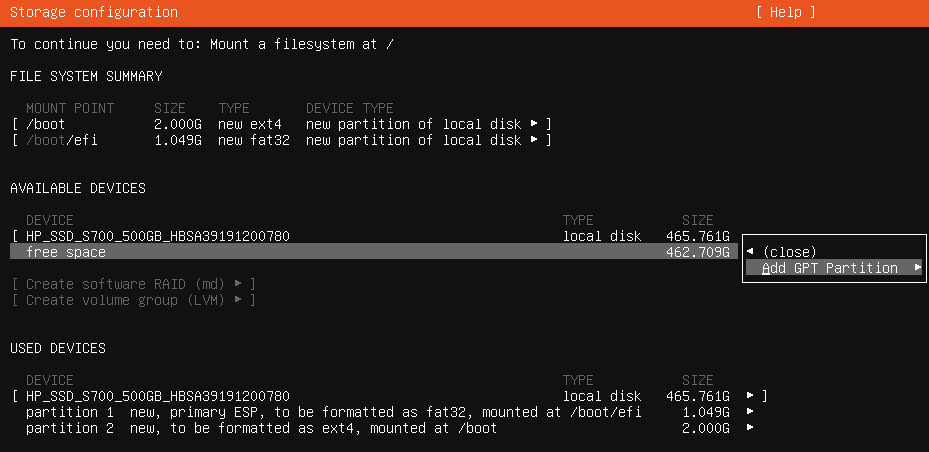 Storage configuration [ Help ]
To continue you need to: Mount a filesystem at /
FILE SYSTEM SUMMARY
MOUNT POINT SIZE TYPE DEVICE TYPE
[ /boot 2.000G new ext4 new partition of local disk ▸ ]
[ /boot/efi 1.049G new fat32 new partition of local disk ▸ ]
AVAILABLE DEVICES
DEVICE TYPE SIZE
[ HP_SSD_S700_500GB_HBSA39191200780 local disk 465.761G
◂ (close)
free space 462.709G
Add GPT Partition ▸
[ Create software RAID (md) ▸ ]
[ Create volume group (LVM) ▸ ]
USED DEVICES
DEVICE TYPE SIZE
[ HP_SSD_S700_500GB_HBSA39191200780 local disk 465.761G ▸ ]
partition 1 new, primary ESP, to be formatted as fat32, mounted at /boot/efi 1.049G ▸
partition 2 new, to be formatted as ext4, mounted at /boot 2.000G ▸